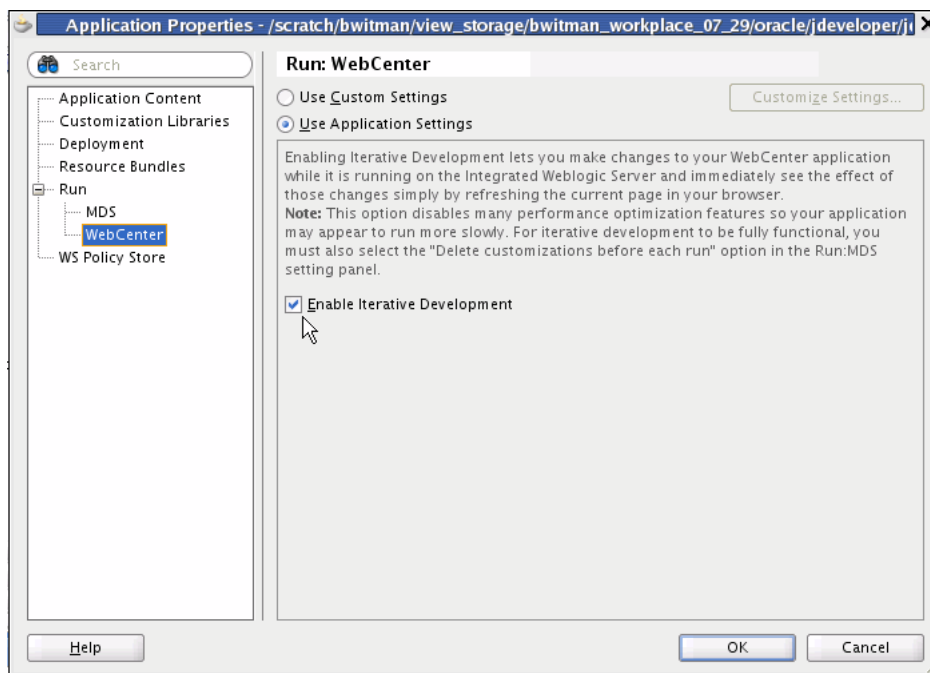 Application Properties - /scratch/bwitman/view_storage/bwitman_workplace_07_29/oracle/jdeveloper/
Search
Application Content
Customization Libraries
Deployment
Resource Bundles
Run
MDS
WebCenter
WS Policy Store
Run: WebCenter
Use Custom Settings
Customize Settings...
Use Application Settings
Enabling Iterative Development lets you make changes to your WebCenter application
while it is running on the Integrated Weblogic Server and immediately see the effect of
those changes simply by refreshing the current page in your browser.
Note: This option disables many performance optimization features so your application
may appear to run more slowly. For iterative development to be fully functional, you
must also select the "Delete customizations before each run" option in the Run:MDS
setting panel.
Enable Iterative Development
Help
OK
Cancel